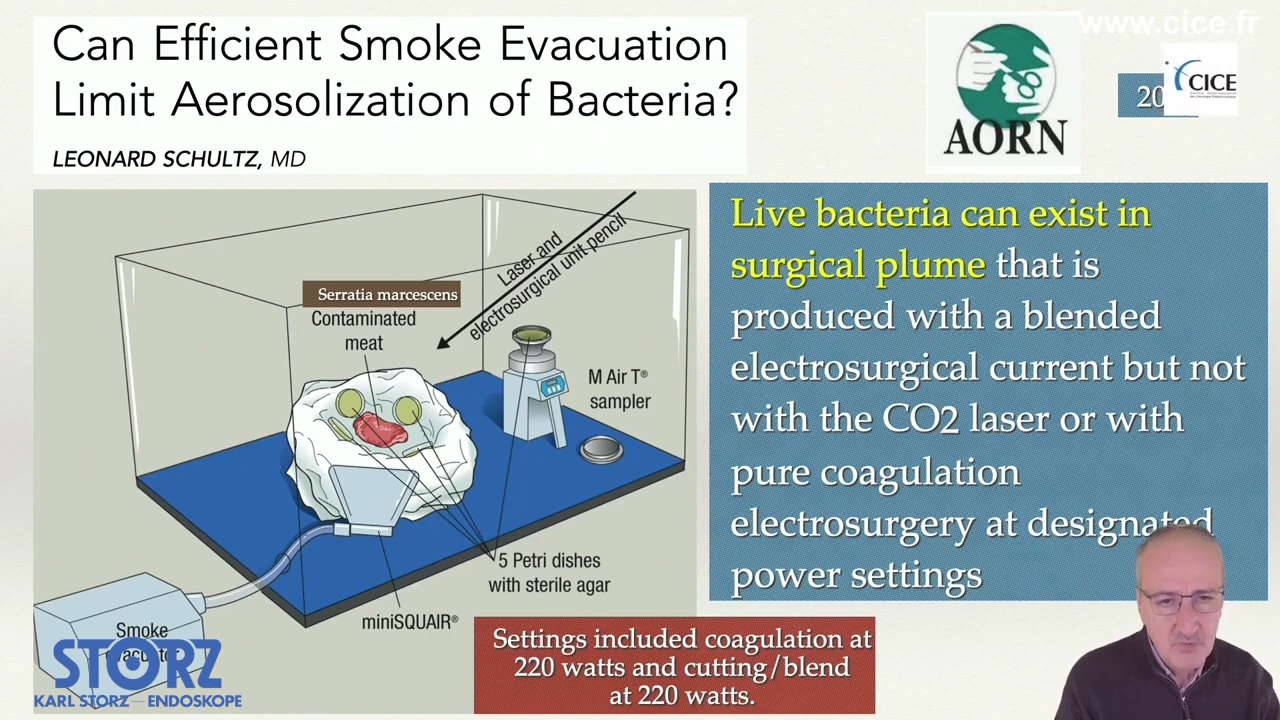 Can Efficient Smoke Evacuation
Limit Aerosolization of Bacteria?
LEONARD SCHULTZ, MD
AORN
www.cice.fr
20
CICE
Laser and
electrosurgical unit pencil
Serratia marcescens
Contaminated
meat
M Air T®
sampler
5 Petri dishes
with sterile agar
miniSQUAIR®
Smoke
STORZ
KARL STORZ—ENDOSKOPE
Live bacteria can exist in
surgical plume that is
produced with a blended
electrosurgical current but not
with the CO2 laser or with
pure coagulation
electrosurgery at designated
power settings
Settings included coagulation at
220 watts and cutting/blend
at 220 watts.